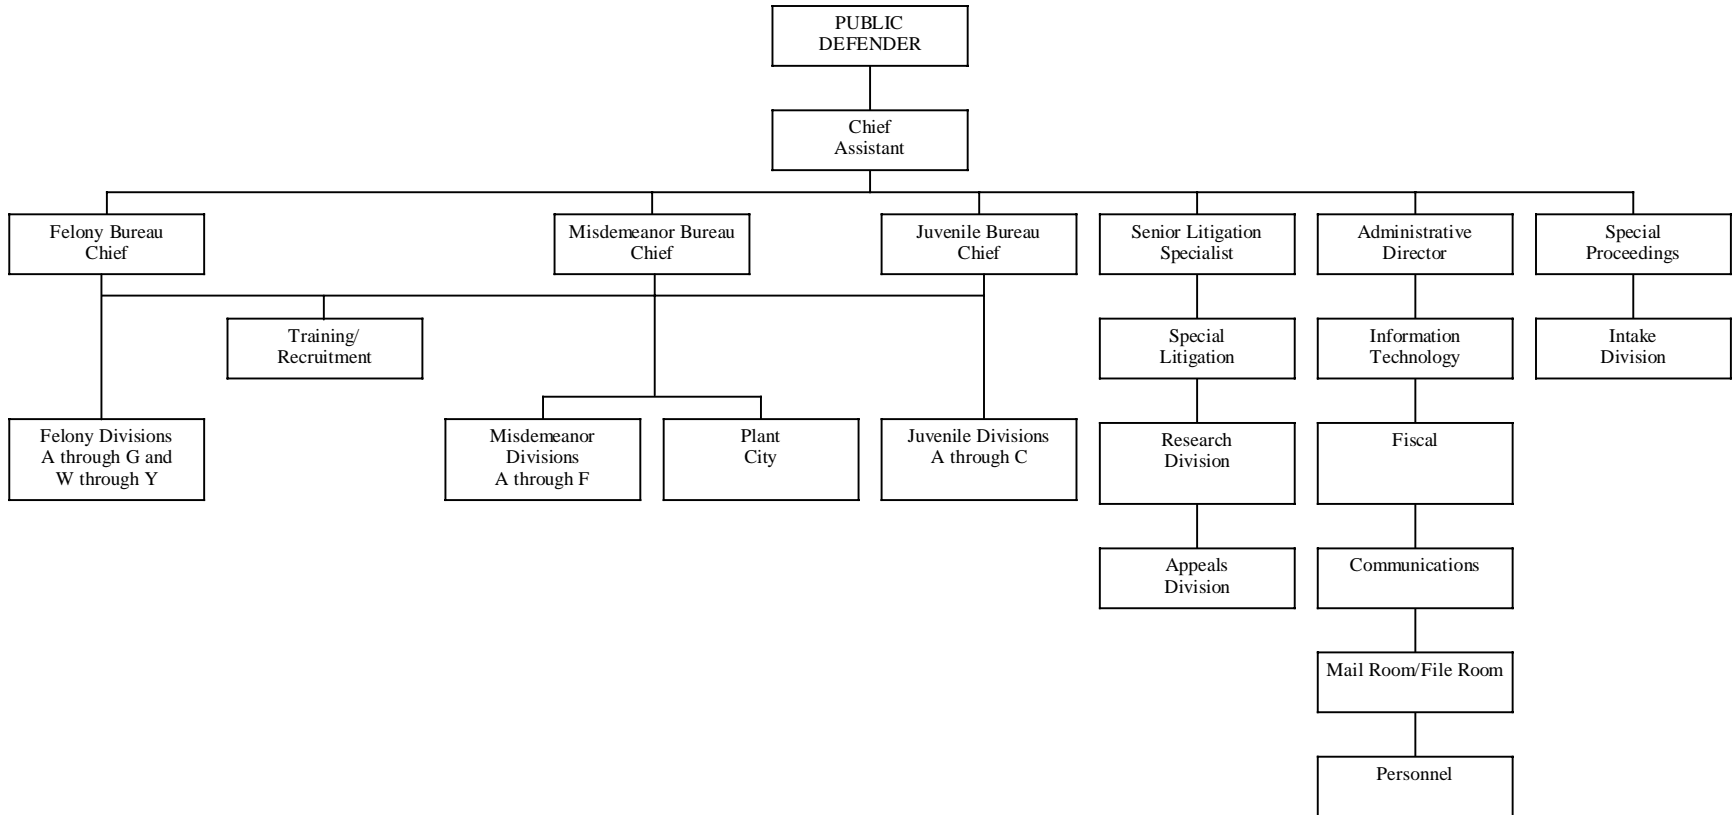 PUBLIC
DEFENDER
Chief
Assistant
Felony Bureau
Chief
Misdemeanor Bureau
Chief
Juvenile Bureau
Chief
Senior Litigation
Specialist
Administrative
Director
Special
Proceedings
Training/
Recruitment
Special
Litigation
Information
Technology
Intake
Division
Felony Divisions
A through G and
W through Y
Misdemeanor
Divisions
A through F
Plant
City
Juvenile Divisions
A through C
Research
Division
Fiscal
Appeals
Division
Communications
Mail Room/File Room
Personnel